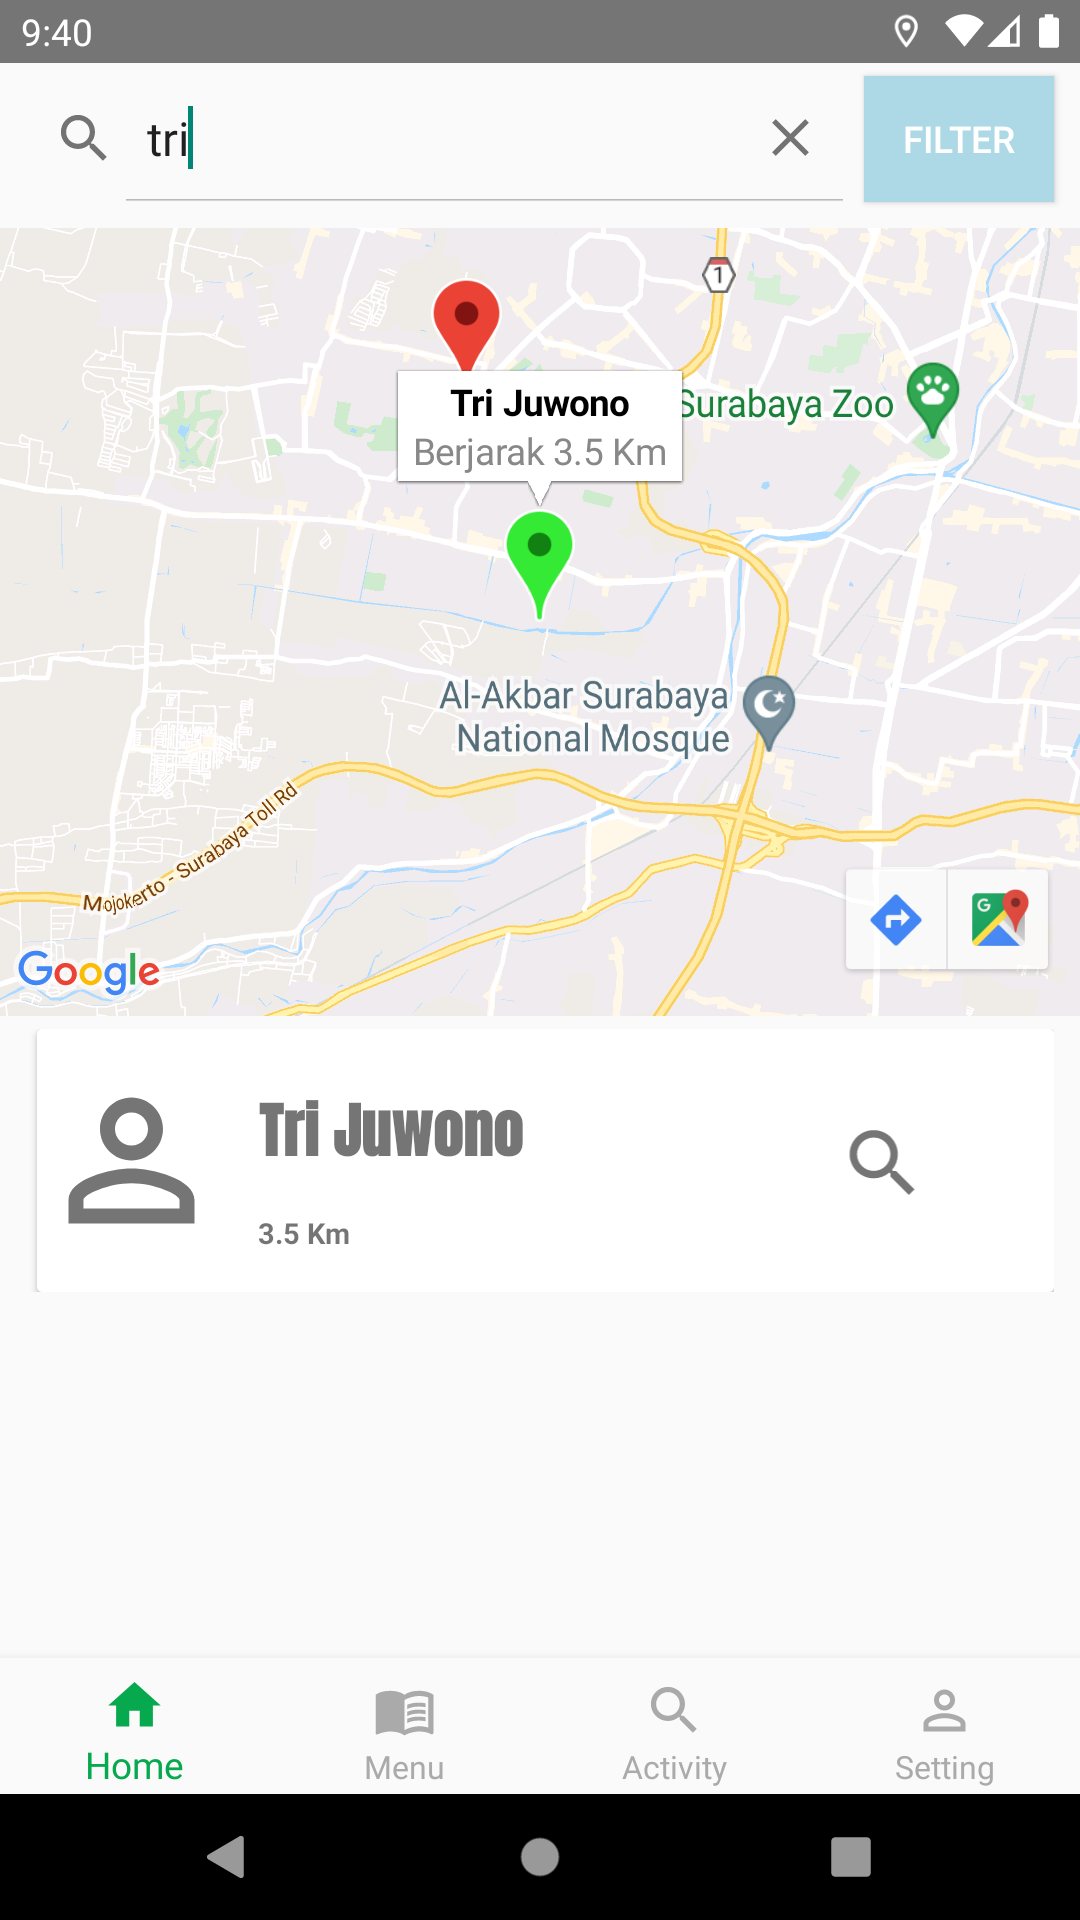 9:40
tri
FILTER
1
Tri Juwono
Berjarak 3.5 Km
Surabaya Zoo
Al-Akbar Surabaya
National Mosque
Mojokerto - Surabaya Toll Rd
G
Google
Tri Juwono
3.5 Km
Home
Menu
Activity
Setting